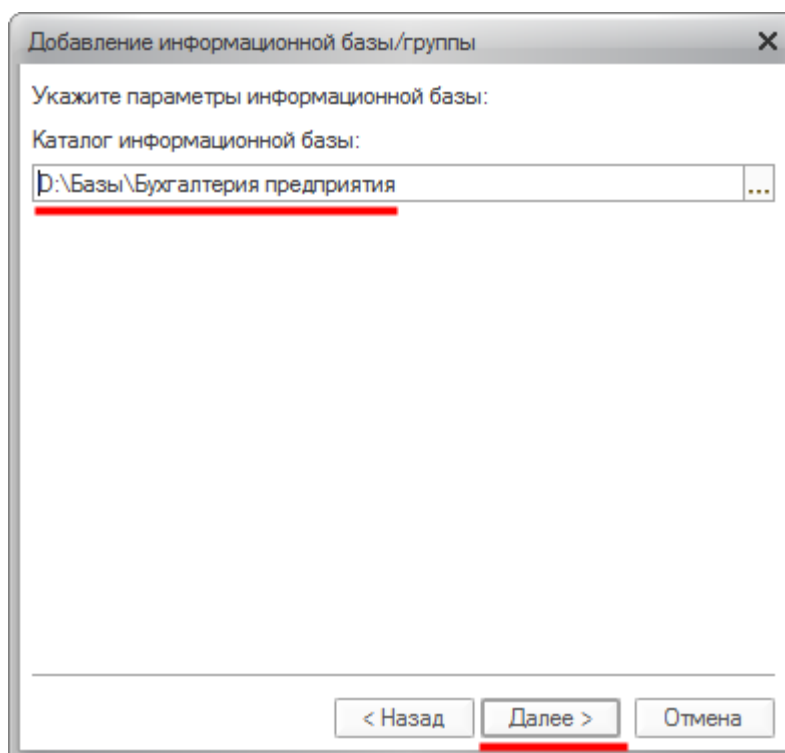 Добавление информационной базы/группы
Укажите параметры информационной базы:
Каталог информационной базы:
D:\Базы\Бухгалтерия предприятия
...
< Назад Далее > Отмена